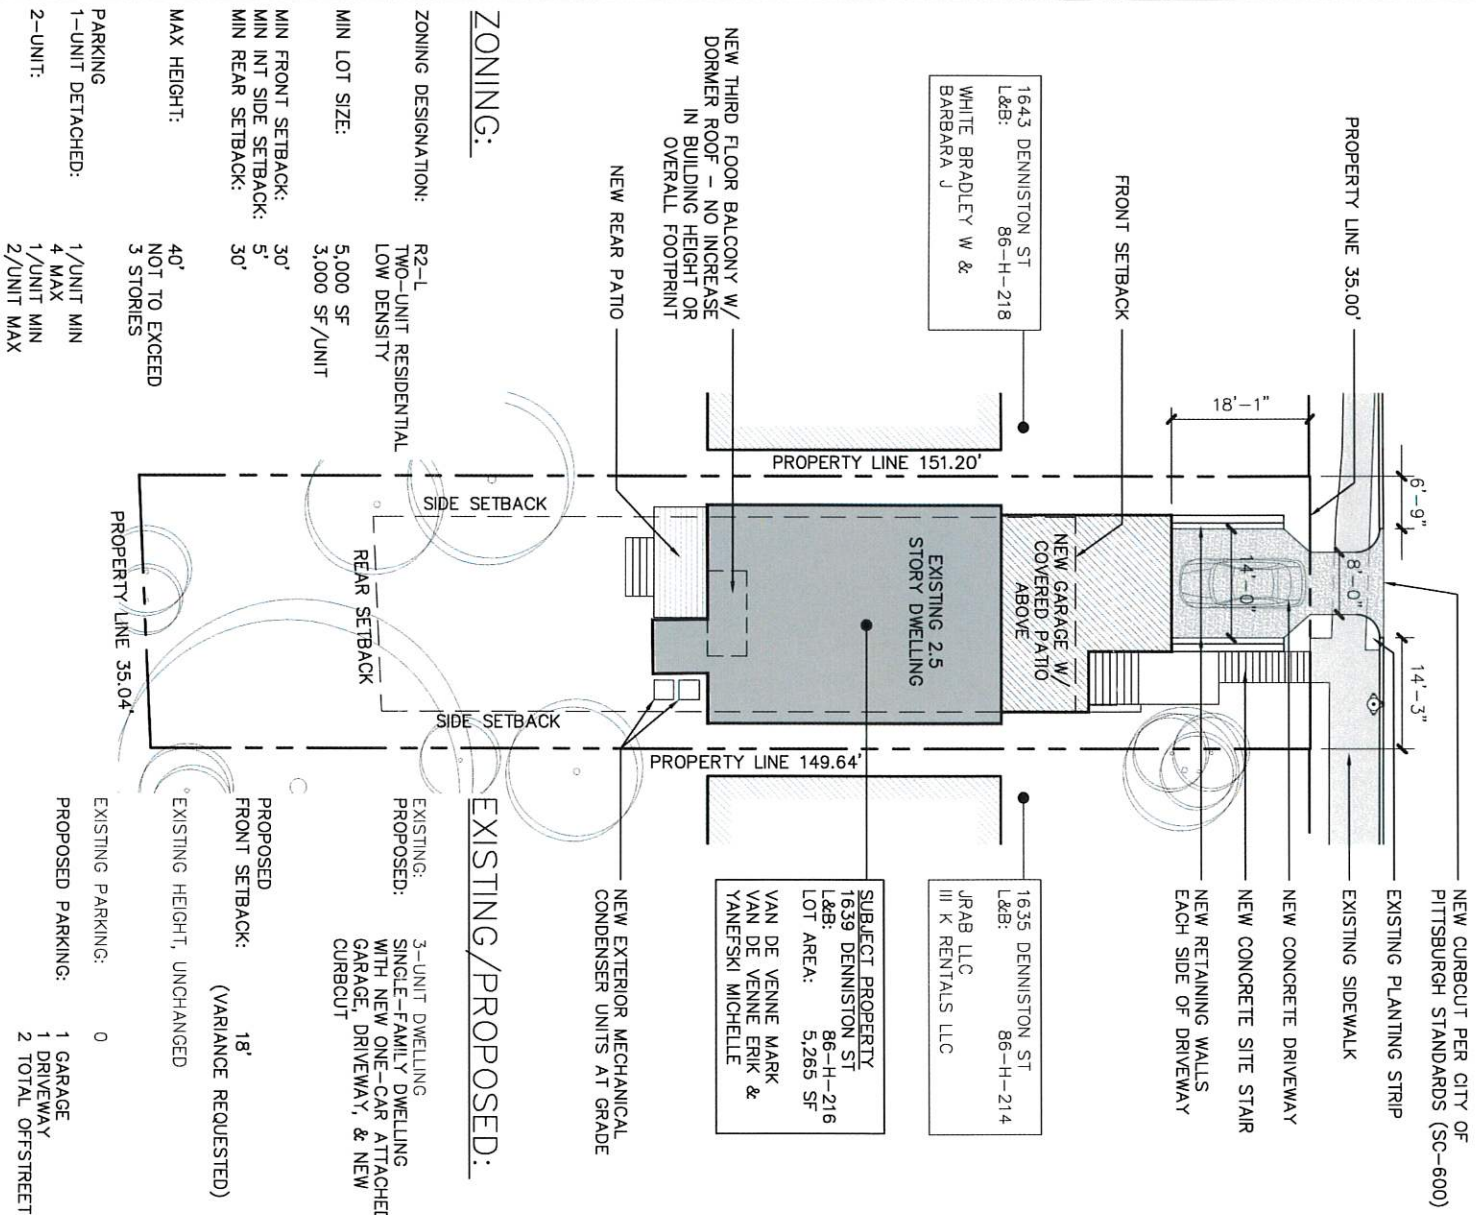 NEW CURBCUT PER CITY OF
PITTSBURGH STANDARDS (SC-600)
EXISTING PLANTING STRIP
EXISTING SIDEWALK
NEW CONCRETE DRIVEWAY
NEW CONCRETE SITE STAIR
NEW RETAINING WALLS
EACH SIDE OF DRIVEWAY
PROPERTY LINE 35.00'
FRONT SETBACK
18'-1"
6'-9"
8'-0"
14'-0"
14'-3"
1643 DENNISTON ST
L&B: 86-H-218
WHITE BRADLEY W &
BARBARA J
1635 DENNISTON ST
L&B: 86-H-214
JRAB LLC
III K RENTALS LLC
NEW THIRD FLOOR BALCONY W/
DORMER ROOF - NO INCREASE
IN BUILDING HEIGHT OR
OVERALL FOOTPRINT
NEW REAR PATIO
PROPERTY LINE 151.20'
NEW GARAGE W/
COVERED PATIO
ABOVE
EXISTING 2.5
STORY DWELLING
SIDE SETBACK
REAR SETBACK
SIDE SETBACK
PROPERTY LINE 149.64'
PROPERTY LINE 35.04'
SUBJECT PROPERTY
1639 DENNISTON ST
L&B: 86-H-216
LOT AREA: 5,265 SF
VAN DE VENNE MARK
VAN DE VENNE ERIK &
YANEFSKI MICHELLE
NEW EXTERIOR MECHANICAL
CONDENSER UNITS AT GRADE
ZONING:
ZONING DESIGNATION: R2-L
TWO-UNIT RESIDENTIAL
LOW DENSITY
MIN LOT SIZE: 5,000 SF
3,000 SF/UNIT
MIN FRONT SETBACK: 30'
MIN INT SIDE SETBACK: 5'
MIN REAR SETBACK: 30'
MAX HEIGHT: 40'
NOT TO EXCEED
3 STORIES
PARKING
1-UNIT DETACHED: 1/UNIT MIN
4 MAX
2-UNIT: 1/UNIT MIN
2/UNIT MAX
EXISTING/PROPOSED:
EXISTING: 3-UNIT DWELLING
PROPOSED: SINGLE-FAMILY DWELLING
WITH NEW ONE-CAR ATTACHED
GARAGE, DRIVEWAY, & NEW
CURBCUT
PROPOSED
FRONT SETBACK: 18'
(VARIANCE REQUESTED)
EXISTING HEIGHT, UNCHANGED
EXISTING PARKING: 0
PROPOSED PARKING: 1 GARAGE
1 DRIVEWAY
2 TOTAL OFFSTREET